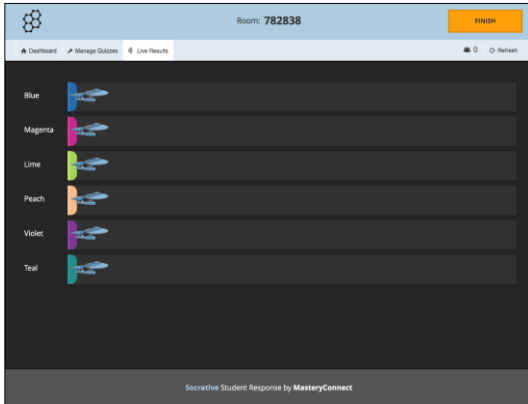 Room: 782838
FINISH
Dashboard Manage Quizzes Live Results 0 Refresh
Blue
Magenta
Lime
Peach
Violet
Teal
Socrative Student Response by MasteryConnect